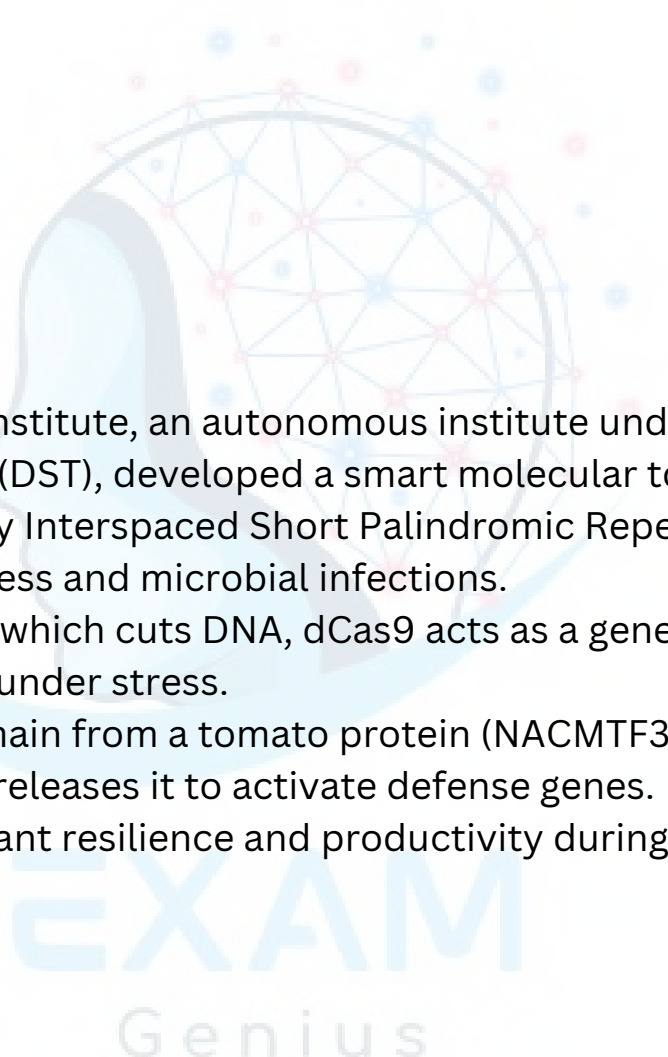 nstitute, an autonomous institute und
(DST), developed a smart molecular to
y Interspaced Short Palindromic Repe
ess and microbial infections.
which cuts DNA, dCas9 acts as a gene
under stress.
nain from a tomato protein (NACMTF3
releases it to activate defense genes.
ant resilience and productivity during
EXAM
Genius